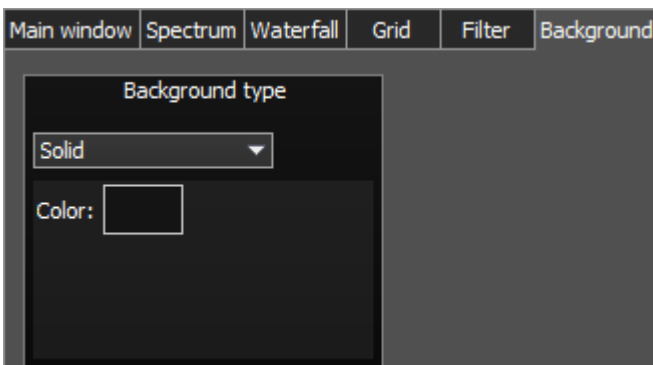 Main window Spectrum Waterfall Grid Filter Background
Background type
Solid
Color: